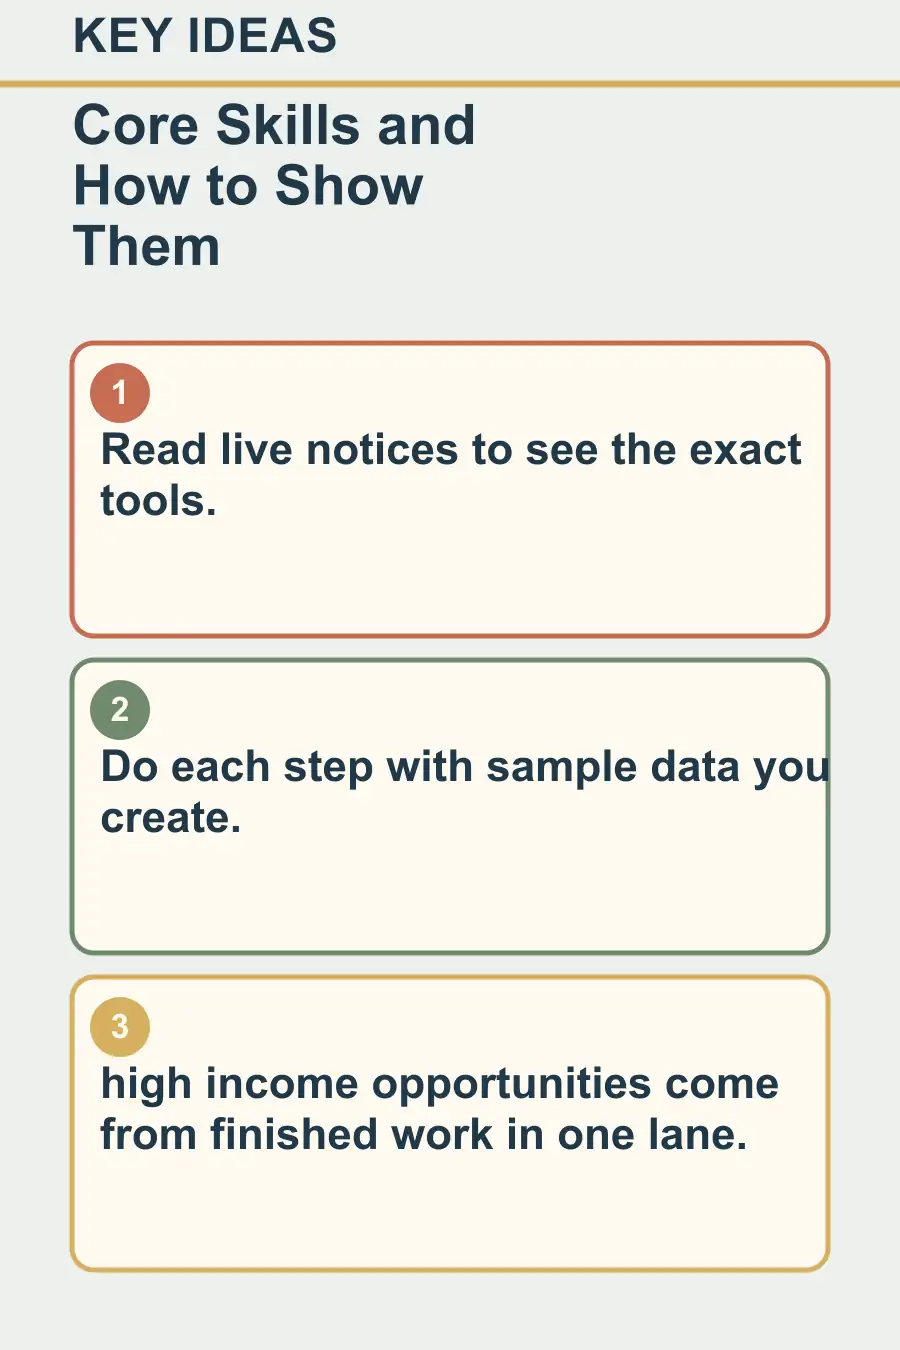 KEY IDEAS
Core Skills and
How to Show
Them
1
Read live notices to see the exact
tools.
2
Do each step with sample data you
create.
3
high income opportunities come
from finished work in one lane.